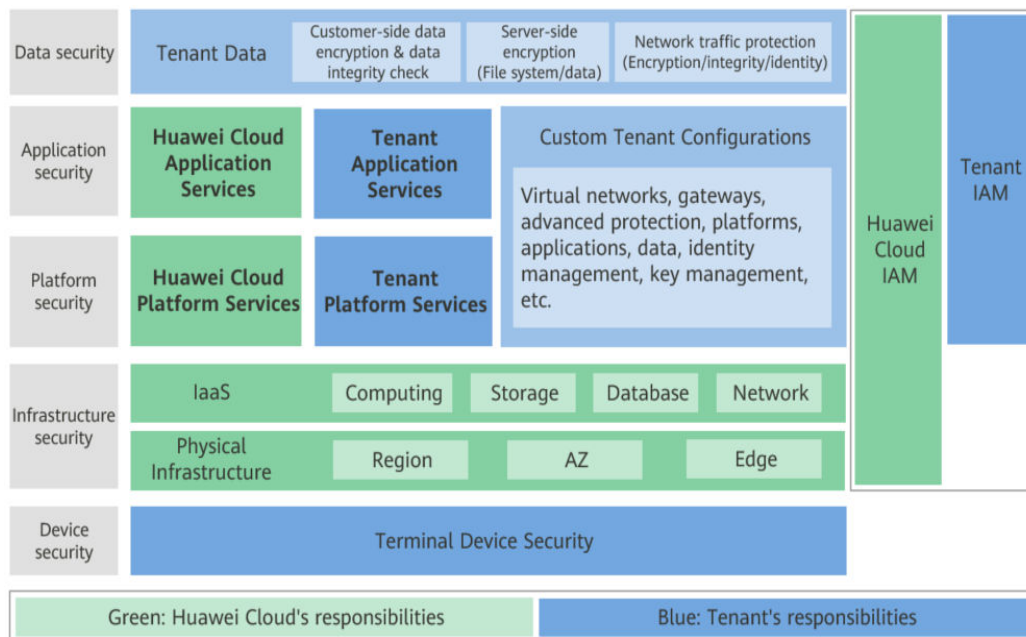 Data security
Tenant Data
Customer-side data
encryption & data
integrity check
Server-side
encryption
(File system/data)
Network traffic protection
(Encryption/integrity/identity)
Application
security
Huawei Cloud
Application
Services
Tenant
Application
Services
Custom Tenant Configurations
Virtual networks, gateways,
advanced protection, platforms,
applications, data, identity
management, key management,
etc.
Platform
security
Huawei Cloud
Platform Services
Tenant
Platform Services
Huawei
Cloud
IAM
Tenant
IAM
Infrastructure
security
IaaS
Computing
Storage
Database
Network
Physical
Infrastructure
Region
AZ
Edge
Device
security
Terminal Device Security
Green: Huawei Cloud's responsibilities
Blue: Tenant's responsibilities